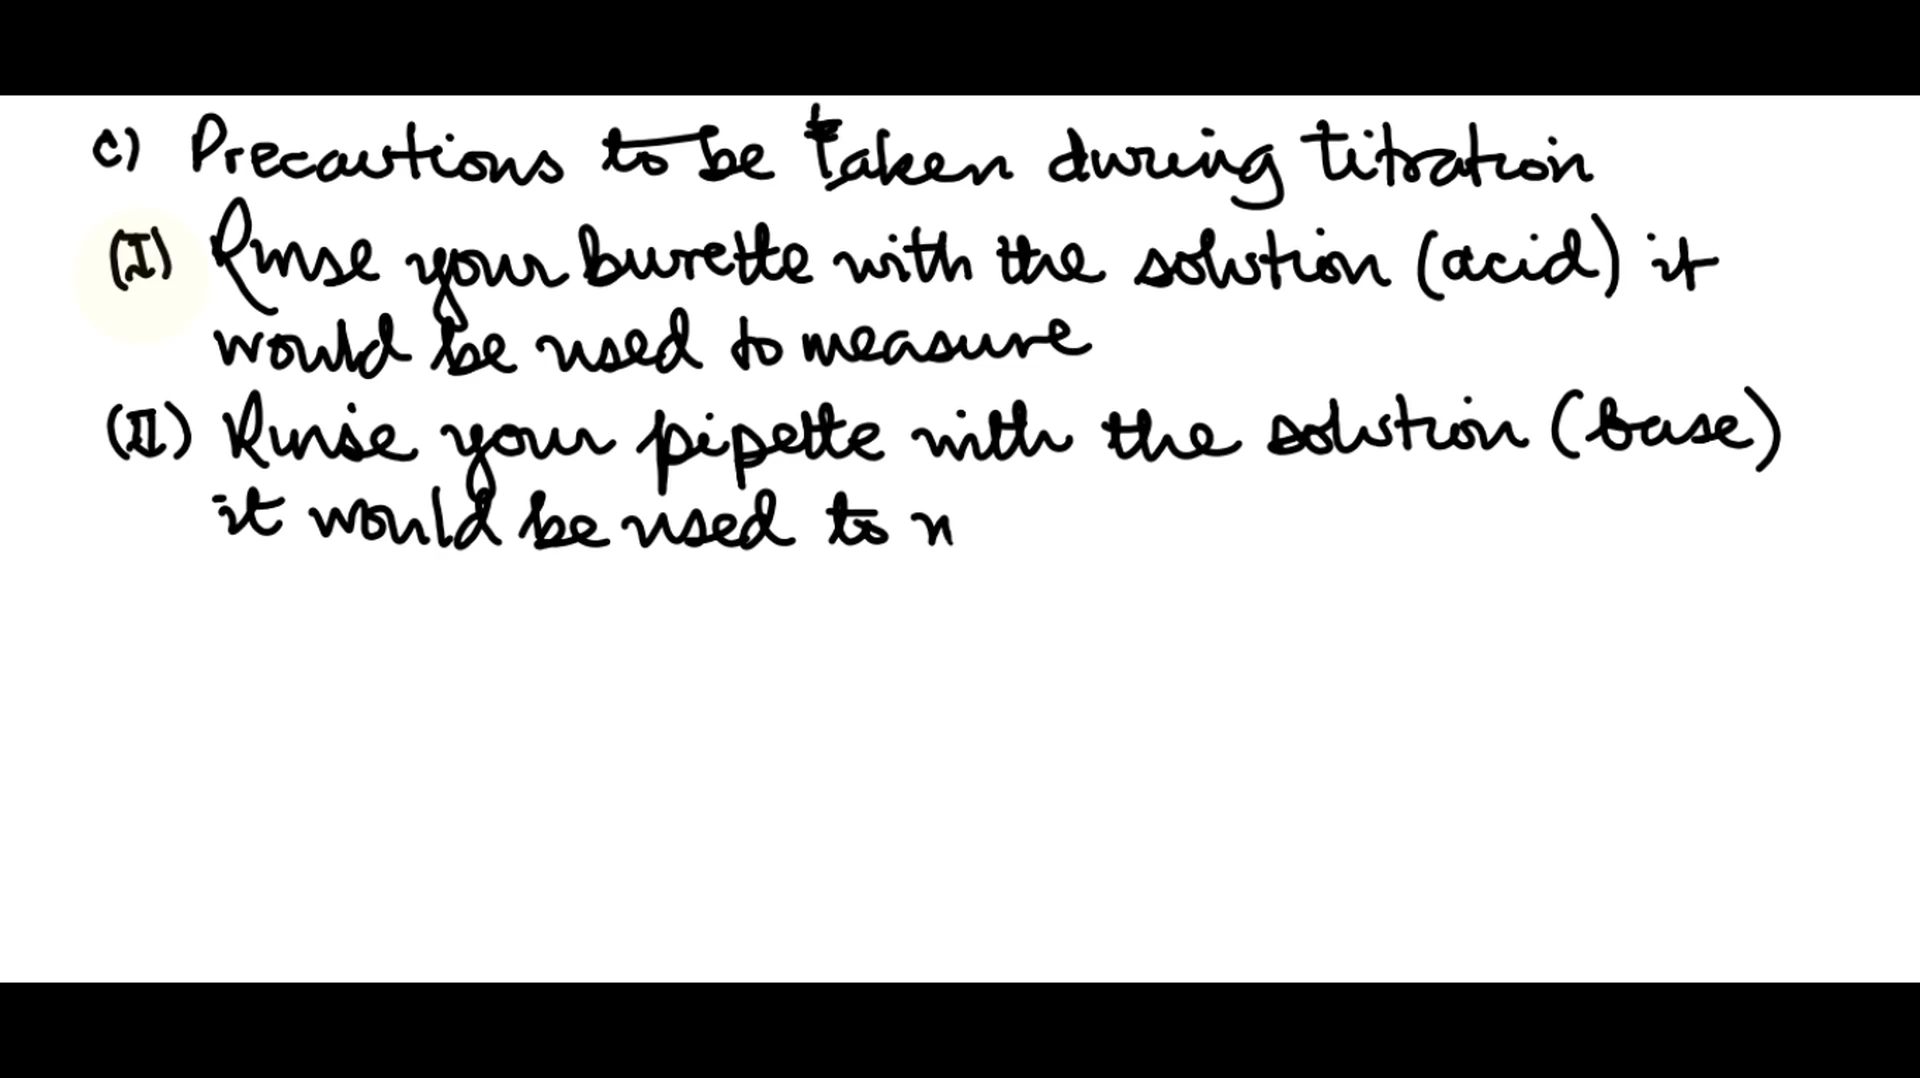 c) Precautions to be taken during titration
(I) Rinse your burette with the solution (acid) it
would be used to measure
(II) Rinse your pipette with the solution (base)
it would be used to